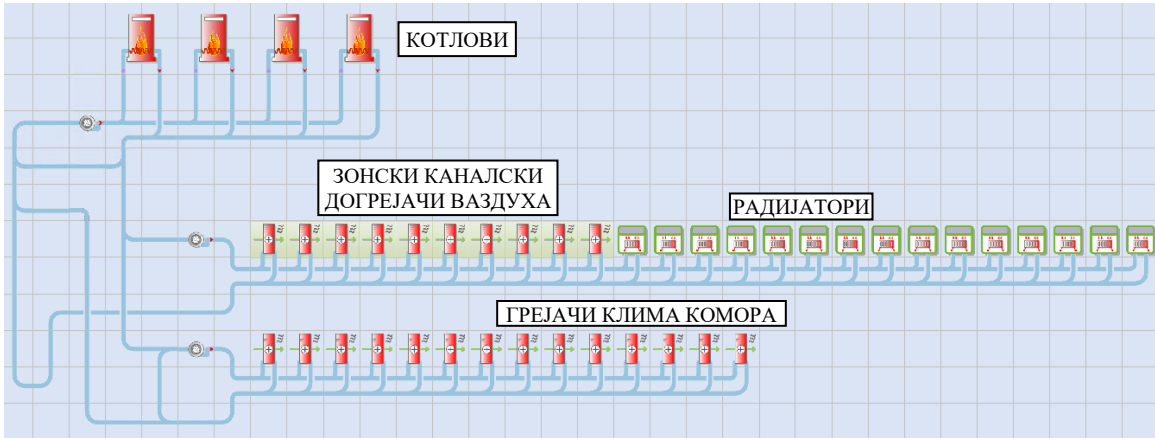 КОТЛОВИ
ЗОНСКИ КАНАЛСКИ
ДОГРЕЈАЧИ ВАЗДУХА
РАДИЈАТОРИ
ГРЕЈАЧИ КЛИМА КОМОРА